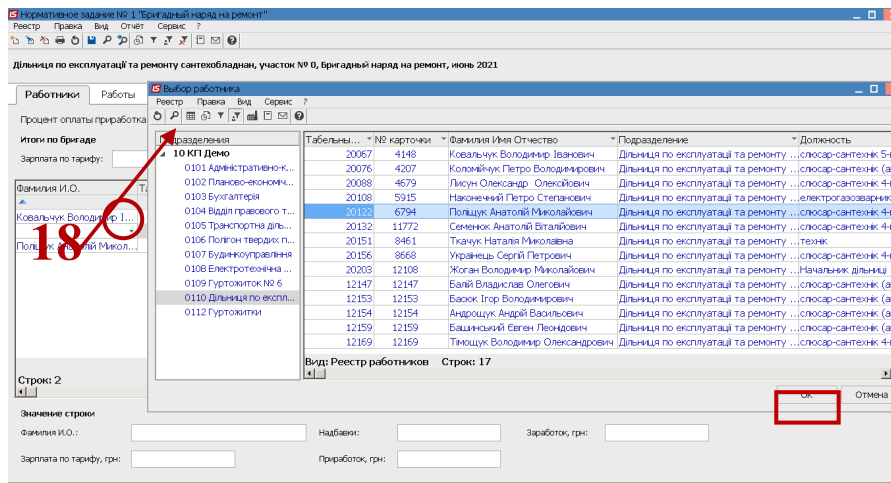 Нормативное задание № 1 "Бригадный наряд на ремонт"
Реестр Правка Вид Отчёт Сервис ?
Дільниця по експлуатації та ремонту сантехобладнан, участок № 0, Бригадный наряд на ремонт, июнь 2021
Работники Работы
Процент оплаты приработка
Итоги по бригаде
Зарплата по тарифу:
Фамилия И.О.
Ковальчук Володимир І...
Поліщук Анатолій Микол...
18
Строк: 2
Выбор работника
Реестр Правка Вид Сервис ?
Подразделения
10 КП Демо
0101 Адміністративно-к...
0102 Планово-економіч...
0103 Бухгалтерія
0104 Відділ правового т...
0105 Транспортна діль...
0106 Полігон твердих п...
0107 Будинкоуправління
0108 Електротехнічна ...
0109 Гуртожиток № 6
0110 Дільниця по експл...
0112 Гуртожитки
Табельны... № карточки Фамилия Имя Отчество Подразделение Должность
20067 4148 Ковальчук Володимир Іванович Дільниця по експлуатації та ремонту ... слюсар-сантехнік 5-
20076 4207 Коломійчук Петро Володимирович Дільниця по експлуатації та ремонту ... слюсар-сантехнік (а
20088 4679 Лисун Олександр Олексійович Дільниця по експлуатації та ремонту ... слюсар-сантехнік 4-
20108 5915 Наконечний Петро Степанович Дільниця по експлуатації та ремонту ... електрогазозварник
20122 6794 Поліщук Анатолій Миколайович Дільниця по експлуатації та ремонту ... слюсар-сантехнік 4-
20132 11772 Семенюк Анатолій Віталійович Дільниця по експлуатації та ремонту ... слюсар-сантехнік 4-
20151 8461 Ткачук Наталія Миколаївна Дільниця по експлуатації та ремонту ... технік
20156 8668 Українець Сергій Петрович Дільниця по експлуатації та ремонту ... слюсар-сантехнік 4-
20203 12108 Жоган Володимир Миколайович Дільниця по експлуатації та ремонту ... Начальник дільниці
12147 12147 Балій Владислав Олегович Дільниця по експлуатації та ремонту ... слюсар-сантехнік (а
12153 12153 Басюк Ігор Володимирович Дільниця по експлуатації та ремонту ... слюсар-сантехнік (а
12154 12154 Андрощук Андрій Васильович Дільниця по експлуатації та ремонту ... слюсар-сантехнік (а
12159 12159 Башинський Євген Леонідович Дільниця по експлуатації та ремонту ... слюсар-сантехнік (а
12169 12169 Тимощук Володимир Олександрович Дільниця по експлуатації та ремонту ... слюсар-сантехнік 4-
Вид: Реестр работников Строк: 17
ОК Отмена
Значение строки
Фамилия И.О.: Надбавки: Заработок, грн:
Зарплата по тарифу, грн: Приработок, грн: